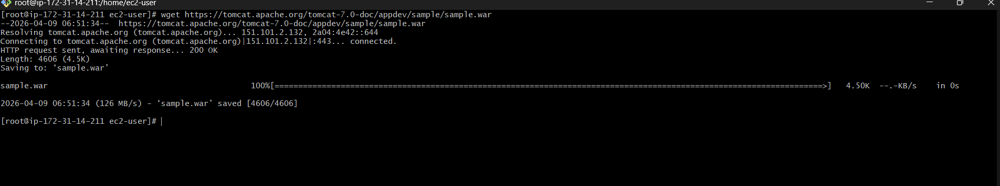 root@ip-172-31-14-211:/home/ec2-user
[root@ip-172-31-14-211 ec2-user]# wget https://tomcat.apache.org/tomcat-7.0-doc/appdev/sample/sample.war
--2026-04-09 06:51:34--  https://tomcat.apache.org/tomcat-7.0-doc/appdev/sample/sample.war
Resolving tomcat.apache.org (tomcat.apache.org)... 151.101.2.132, 2a04:4e42::644
Connecting to tomcat.apache.org (tomcat.apache.org)|151.101.2.132|:443... connected.
HTTP request sent, awaiting response... 200 OK
Length: 4606 (4.5K)
Saving to: ‘sample.war’
sample.war 100%[====================================================================================================================>] 4.50K --.-KB/s in 0s
2026-04-09 06:51:34 (126 MB/s) - ‘sample.war’ saved [4606/4606]
[root@ip-172-31-14-211 ec2-user]#